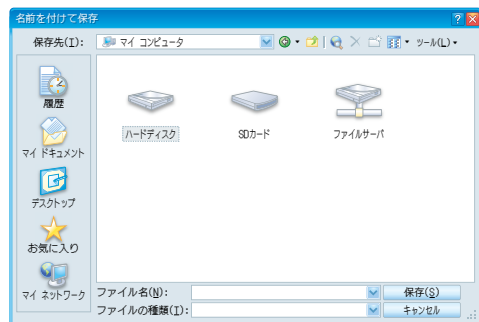 名前を付けて保存
保存先(I): マイ コンピュータ ツール(L)
履歴
マイ ドキュメント
デスクトップ
お気に入り
マイ ネットワーク
ハードディスク SDカード ファイルサーバ
ファイル名(N): 保存(S)
ファイルの種類(T): キャンセル